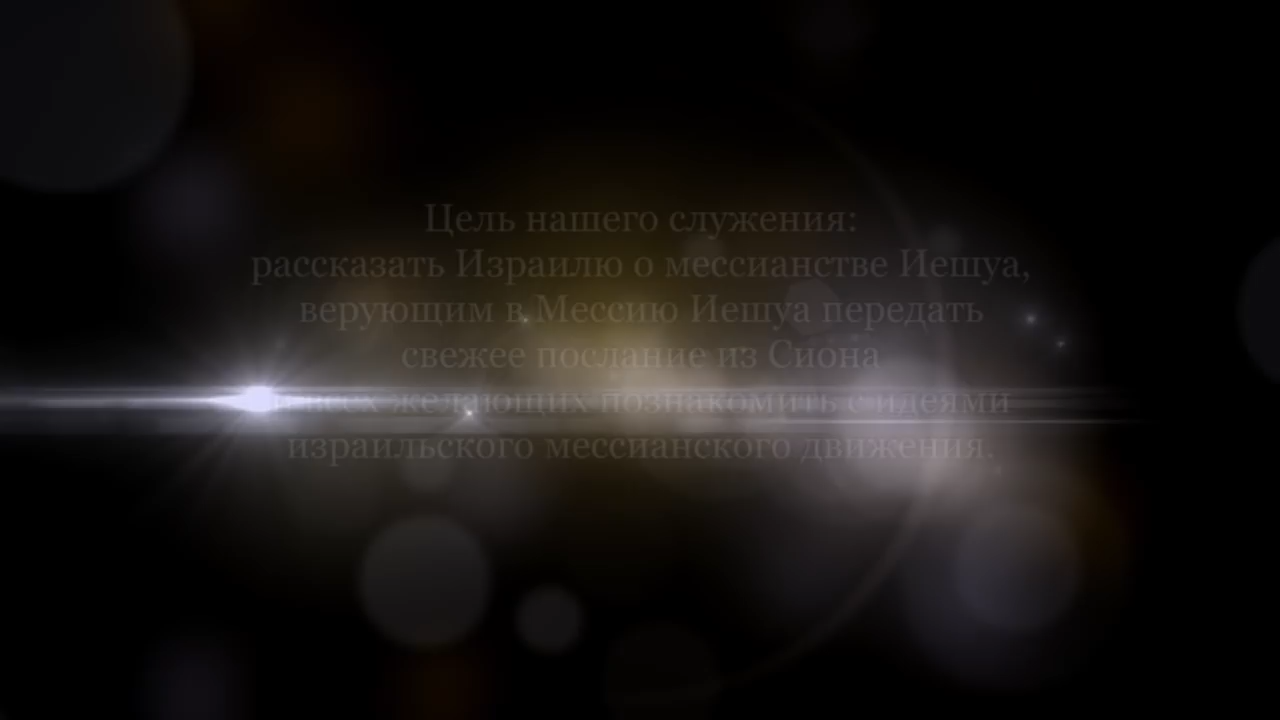 Цель нашего служения:
рассказать Израилю о мессианстве Иешуа,
верующим в Мессию Иешуа передать
свежее послание из Сиона
всех желающих познакомить с идеями
израильского мессианского движения.